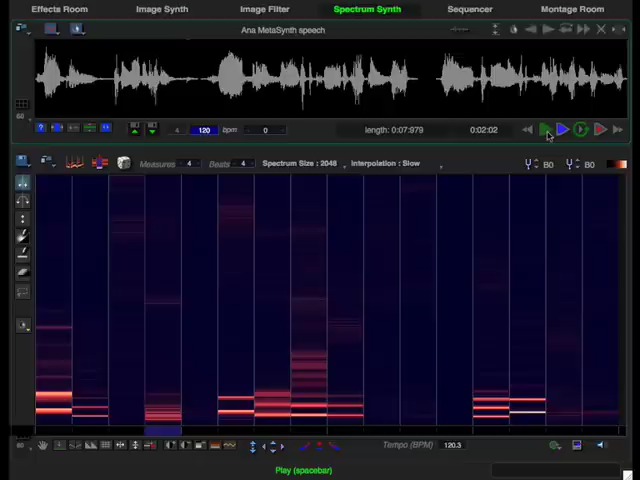 Effects Room Image Synth Image Filter Spectrum Synth Sequencer Montage Room
Ana MetaSynth speech
60
? 4 120 bpm 0 length: 0:07:979 0:02:02
Measures 4 Beats 4 Spectrum Size : 2048 Interpolation : Slow B0 B0
Tempo (BPM) 120.3
Play (spacebar)